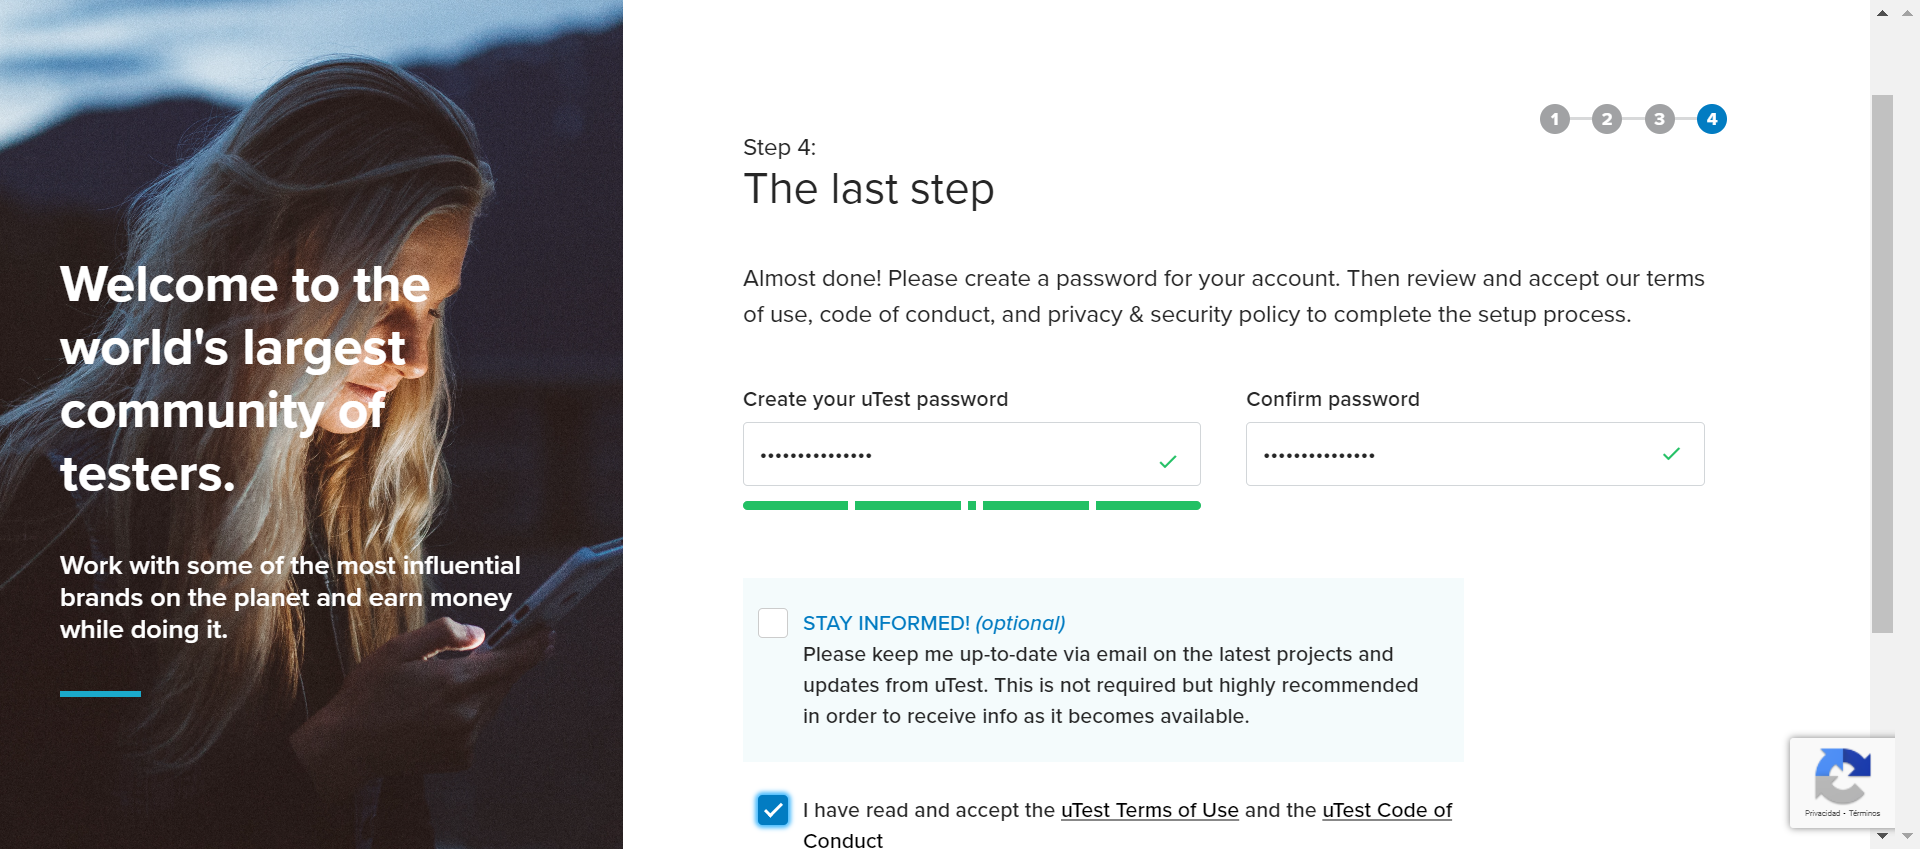 Welcome to the
world's largest
community of
testers.
Work with some of the most influential
brands on the planet and earn money
while doing it.
1 2 3 4
Step 4:
The last step
Almost done! Please create a password for your account. Then review and accept our terms
of use, code of conduct, and privacy & security policy to complete the setup process.
Create your uTest password
Confirm password
•••••••••••••••
•••••••••••••••
STAY INFORMED! (optional)
Please keep me up-to-date via email on the latest projects and
updates from uTest. This is not required but highly recommended
in order to receive info as it becomes available.
I have read and accept the uTest Terms of Use and the uTest Code of
Conduct
Privacidad - Términos